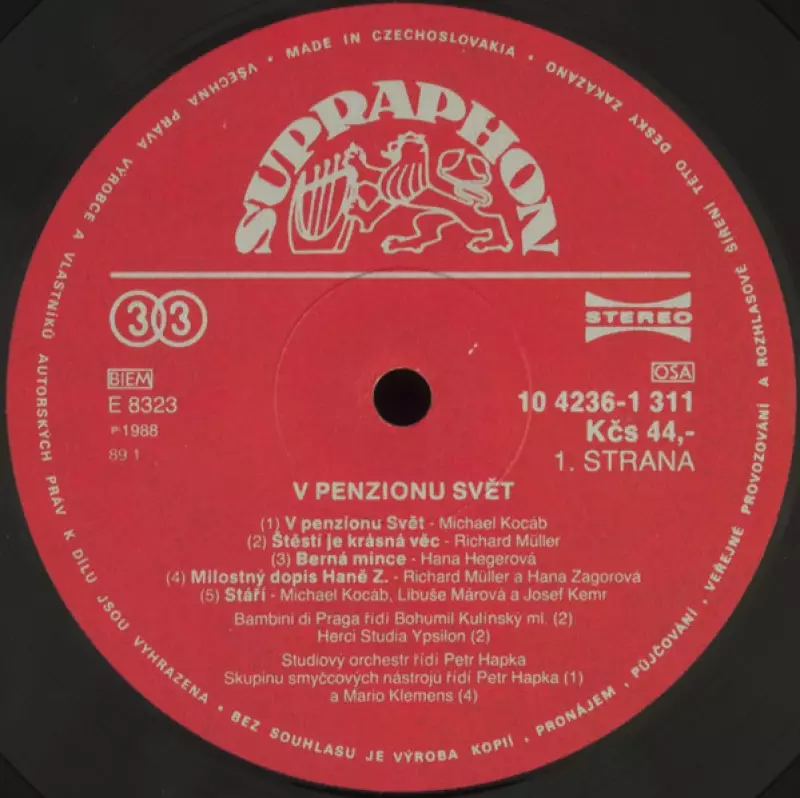 • MADE IN CZECHOSLOVAKIA •
VŠECHNA PRÁVA VÝROBCE A VLASTNÍKŮ AUTORSKÝCH PRÁV K DÍLU JSOU VYHRAZENA • BEZ SOUHLASU JE VÝROBA KOPIÍ, PRONÁJEM, PŮJČOVÁNÍ, VEŘEJNÉ PROVOZOVÁNÍ A ROZHLASOVÉ ŠÍŘENÍ TÉTO DESKY ZAKÁZÁNO
SUPRAPHON
33
STEREO
BIEM
OSA
E 8323
10 4236-1 311
℗ 1988
Kčs 44,-
89 1
1. STRANA
V PENZIONU SVĚT
(1) V penzionu Svět - Michael Kocáb
(2) Štěstí je krásná věc - Richard Müller
(3) Berná mince - Hana Hegerová
(4) Milostný dopis Haně Z. - Richard Müller a Hana Zagorová
(5) Stáří - Michael Kocáb, Libuše Márová a Josef Kemr
Bambini di Praga řídí Bohumil Kulínský ml. (2)
Herci Studia Ypsilon (2)
Studiový orchestr řídí Petr Hapka
Skupinu smyčcových nástrojů řídí Petr Hapka (1)
a Mario Klemens (4)